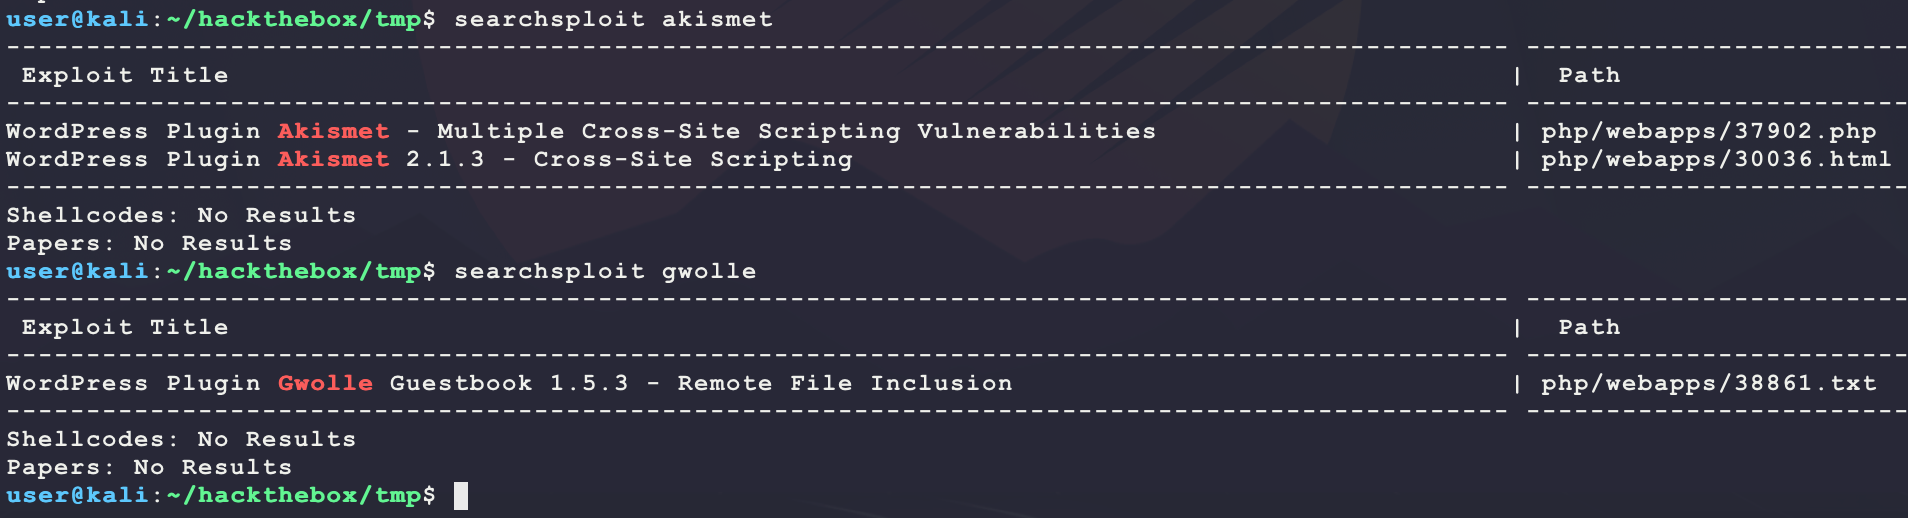 user@kali:~/hackthebox/tmp$ searchsploit akismet
---------------------------------------------------------------------------------------------- ------------------------
 Exploit Title                                                                                |  Path
---------------------------------------------------------------------------------------------- ------------------------
WordPress Plugin Akismet - Multiple Cross-Site Scripting Vulnerabilities                      | php/webapps/37902.php
WordPress Plugin Akismet 2.1.3 - Cross-Site Scripting                                         | php/webapps/30036.html
---------------------------------------------------------------------------------------------- ------------------------
Shellcodes: No Results
Papers: No Results
user@kali:~/hackthebox/tmp$ searchsploit gwolle
---------------------------------------------------------------------------------------------- ------------------------
 Exploit Title                                                                                |  Path
---------------------------------------------------------------------------------------------- ------------------------
WordPress Plugin Gwolle Guestbook 1.5.3 - Remote File Inclusion                               | php/webapps/38861.txt
---------------------------------------------------------------------------------------------- ------------------------
Shellcodes: No Results
Papers: No Results
user@kali:~/hackthebox/tmp$